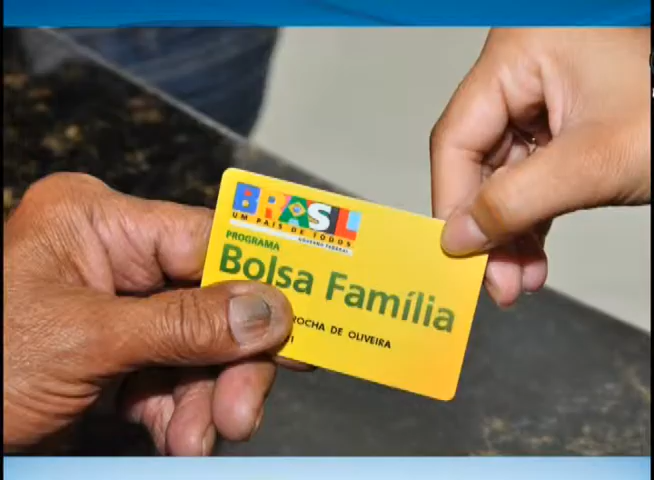 BRASIL
UM PAÍS DE TODOS
GOVERNO FEDERAL
PROGRAMA
Bolsa Família
ROCHA DE OLIVEIRA